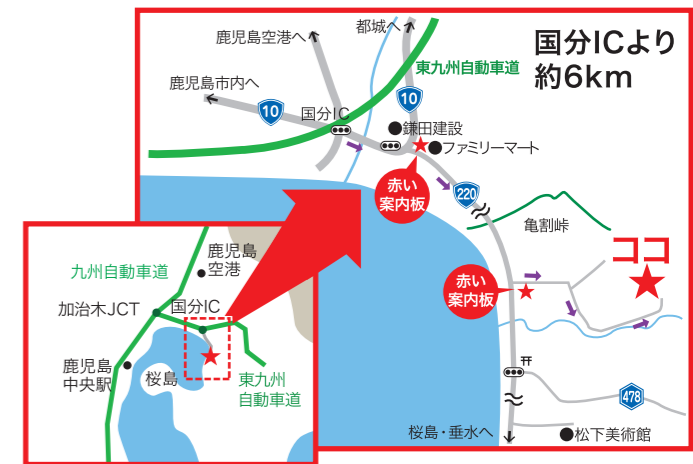 国分ICより
約6km
都城へ
鹿児島空港へ
東九州自動車道
鹿児島市内へ
10
国分IC
10
鎌田建設
ファミリーマート
赤い
案内板
220
亀割峠
ココ
赤い
案内板
478
桜島・垂水へ
松下美術館
鹿児島
空港
九州自動車道
加治木JCT
国分IC
鹿児島
中央駅
桜島
東九州
自動車道